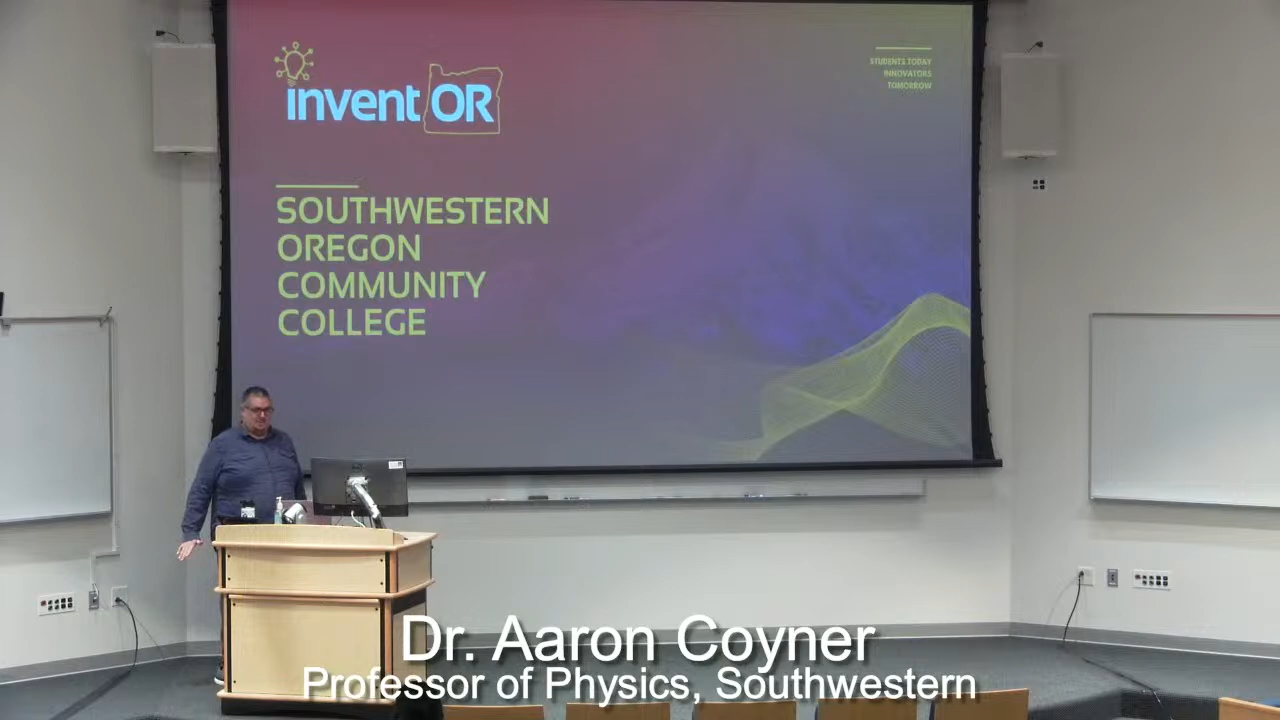 invent OR
STUDENTS TODAY
INNOVATORS
TOMORROW
SOUTHWESTERN
OREGON
COMMUNITY
COLLEGE
Dr. Aaron Coyner
Professor of Physics, Southwestern